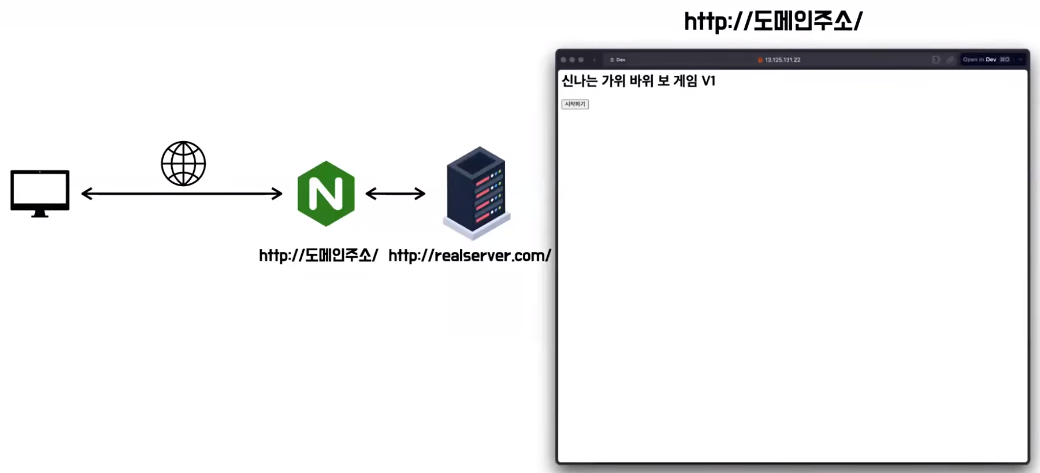 http://도메인주소/
Dev
13.125.131.22
Open in Dev
신나는 가위 바위 보 게임 V1
시작하기
N
http://도메인주소/ http://realserver.com/